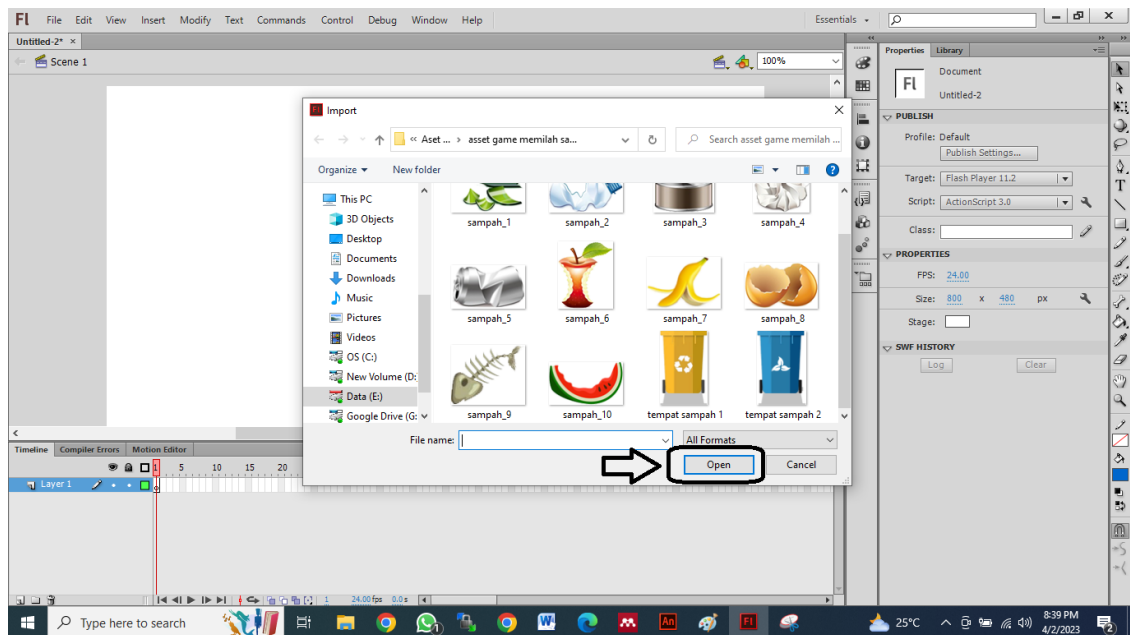 Fl File Edit View Insert Modify Text Commands Control Debug Window Help Essentials
Untitled-2* ×
Scene 1 100%
Properties Library
Fl Document
Untitled-2
PUBLISH
Profile: Default
Publish Settings...
Target: Flash Player 11.2
Script: ActionScript 3.0
Class:
PROPERTIES
FPS: 24.00
Size: 800 x 480 px
Stage:
SWF HISTORY
Log Clear
Import
« Aset ... › asset game memilah sa... Search asset game memilah ...
Organize New folder
This PC
3D Objects
Desktop
Documents
Downloads
Music
Pictures
Videos
OS (C:)
New Volume (D:
Data (E:)
Google Drive (G:
sampah_1 sampah_2 sampah_3 sampah_4
sampah_5 sampah_6 sampah_7 sampah_8
sampah_9 sampah_10 tempat sampah 1 tempat sampah 2
File name: All Formats
Open Cancel
Timeline Compiler Errors Motion Editor
1 5 10 15 20
Layer 1
1 24.00 fps 0.0 s
Type here to search
25°C 8:39 PM
4/2/2023